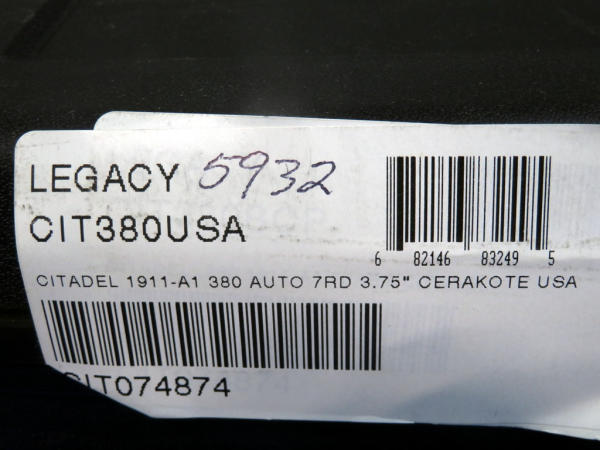 LEGACY 5932
CIT380USA
6 82146 83249 5
CITADEL 1911-A1 380 AUTO 7RD 3.75" CERAKOTE USA
CIT074874